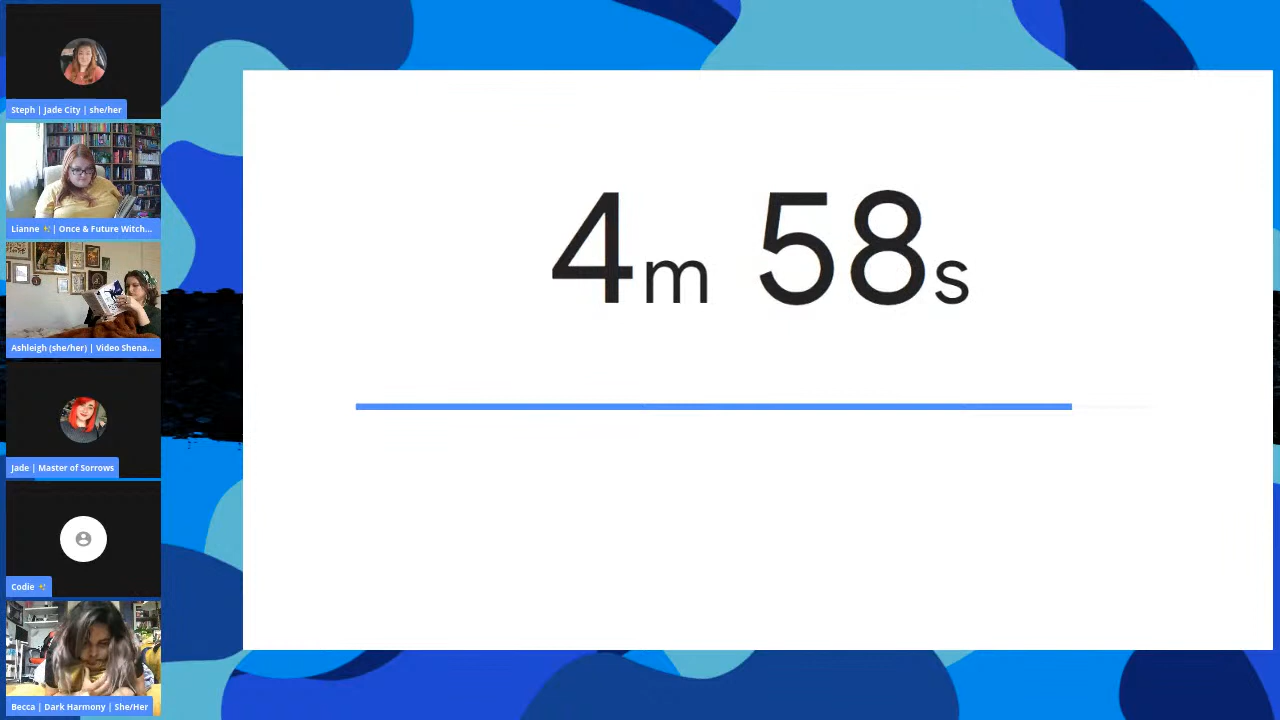 Steph | Jade City | she/her
Lianne ✨ | Once & Future Witch...
Ashleigh (she/her) | Video Shena...
Jade | Master of Sorrows
Codie ✨
Becca | Dark Harmony | She/Her
4m 58s